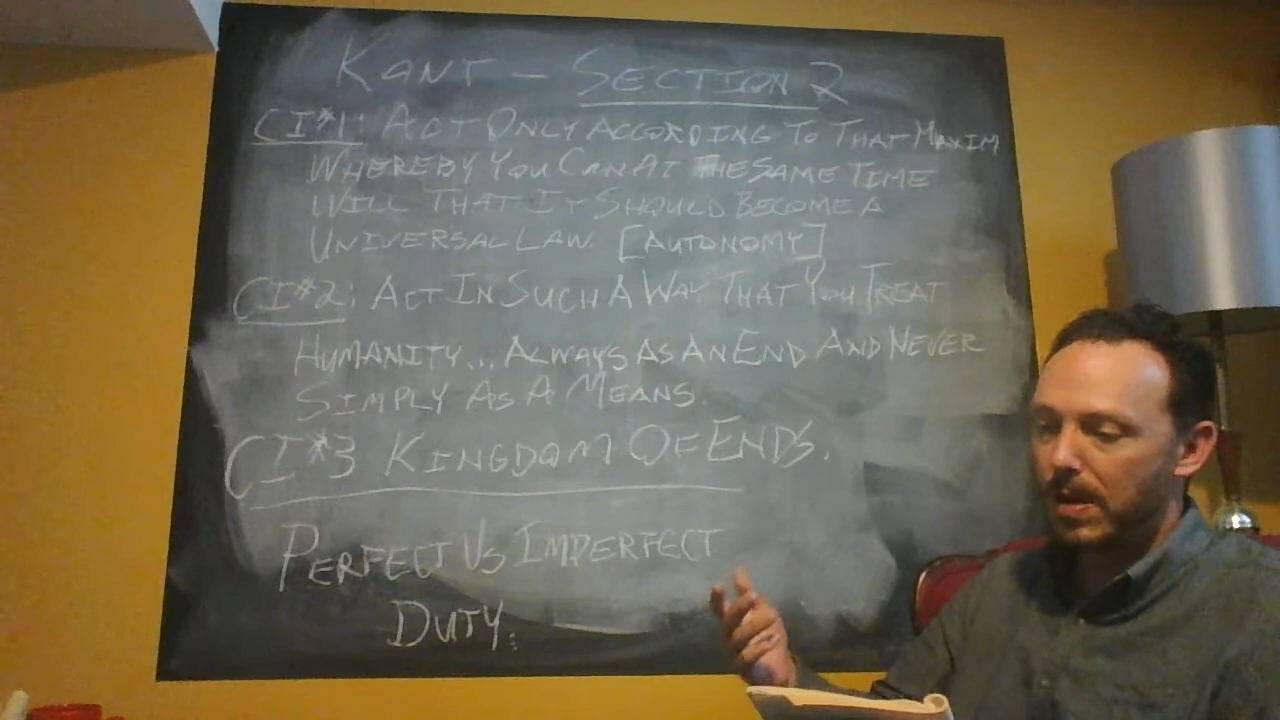 KANT — SECTION 2
CI#1: ACT ONLY ACCORDING TO THAT MAXIM
WHEREBY YOU CAN AT THE SAME TIME
WILL THAT IT SHOULD BECOME A
UNIVERSAL LAW. [AUTONOMY]
CI#2: ACT IN SUCH A WAY THAT YOU TREAT
HUMANITY... ALWAYS AS AN END AND NEVER
SIMPLY AS A MEANS.
CI#3 KINGDOM OF ENDS.
PERFECT VS IMPERFECT
DUTY: